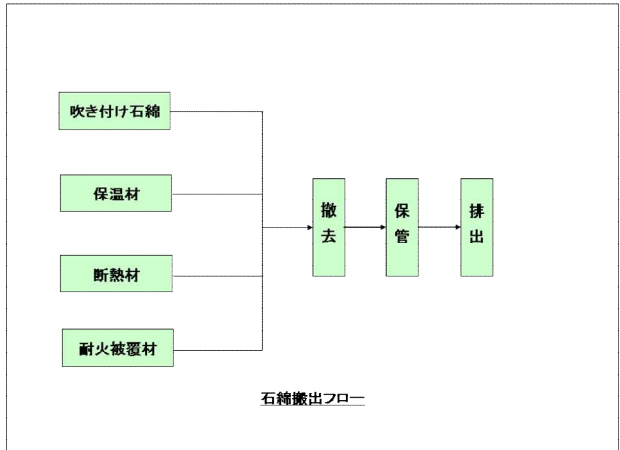 吹き付け石綿
保温材
断熱材
耐火被覆材
撤去
保管
排出
石綿搬出フロー